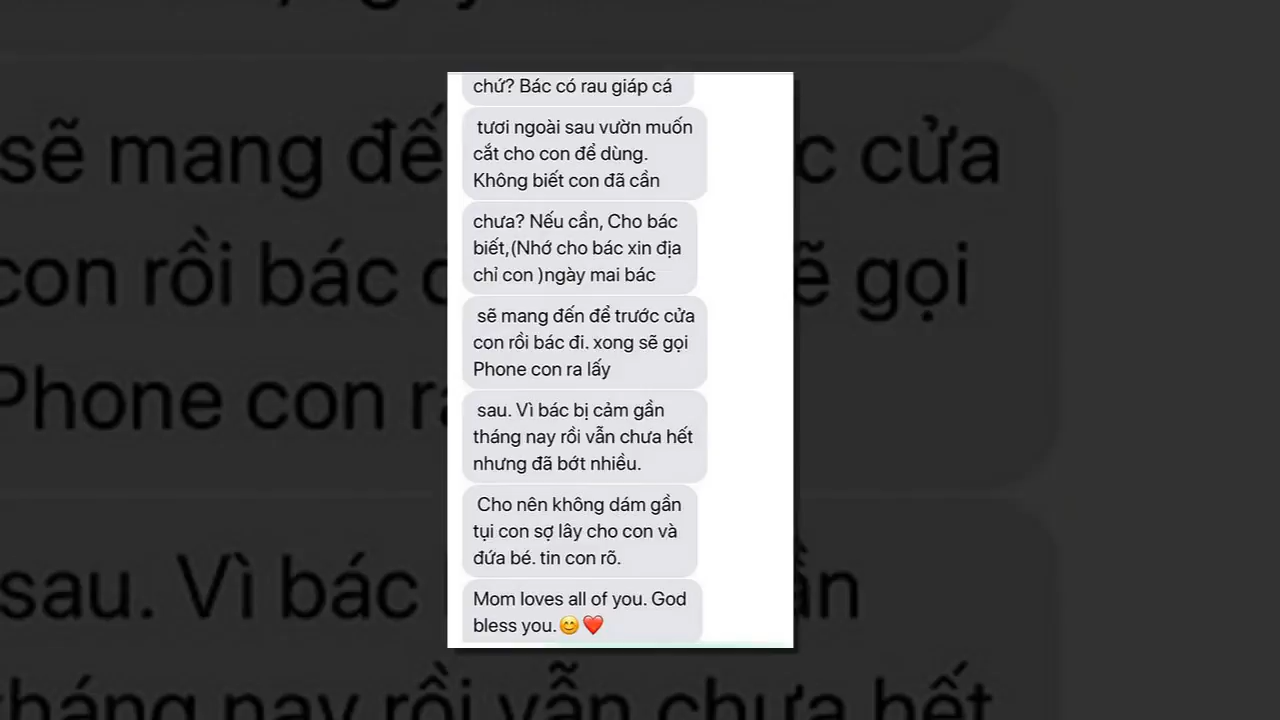 chứ? Bác có rau giáp cá
tươi ngoài sau vườn muốn
cắt cho con để dùng.
Không biết con đã cần
chưa? Nếu cần, Cho bác
biết,(Nhớ cho bác xin địa
chỉ con )ngày mai bác
sẽ mang đến để trước cửa
con rồi bác đi. xong sẽ gọi
Phone con ra lấy
sau. Vì bác bị cảm gần
tháng nay rồi vẫn chưa hết
nhưng đã bớt nhiều.
Cho nên không dám gần
tụi con sợ lây cho con và
đứa bé. tin con rõ.
Mom loves all of you. God
bless you.😊❤️